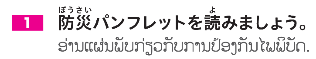 1 防災パンフレットを読みましょう。
ອ່ານແຜ່ນພັບກ່ຽວກັບການປ້ອງກັນໄພພິບັດ.